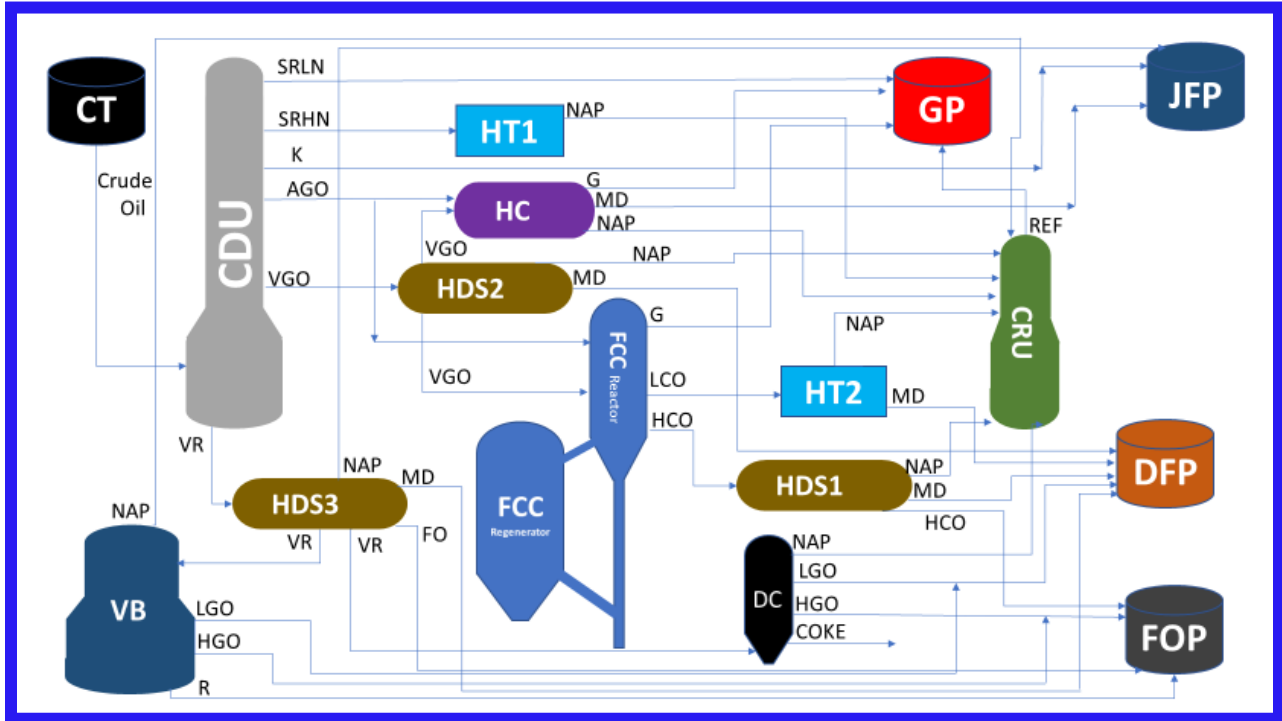 SRLN
CT
GP
JFP
SRHN
HT1
NAP
K
Crude
Oil
AGO
G
HC
MD
NAP
CDU
VGO
NAP
REF
VGO
HDS2
MD
G
FCC
Reactor
NAP
CRU
VGO
LCO
HT2
MD
HCO
VR
NAP
MD
NAP
HDS1
MD
DFP
HDS3
FCC
Regenerator
HCO
NAP
VR
VR
FO
NAP
LGO
DC
HGO
COKE
VB
LGO
HGO
R
FOP